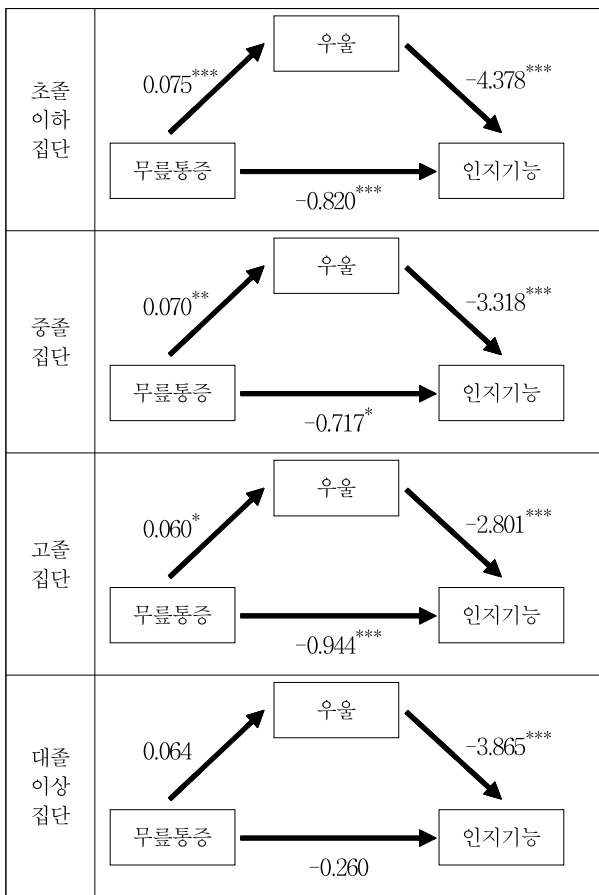 우울
0.075***
-4.378***
초졸
이하
집단
무릎통증
인지기능
-0.820***
우울
0.070**
-3.318***
중졸
집단
무릎통증
인지기능
-0.717*
우울
0.060*
-2.801***
고졸
집단
무릎통증
인지기능
-0.944***
우울
0.064
-3.865***
대졸
이상
집단
무릎통증
인지기능
-0.260